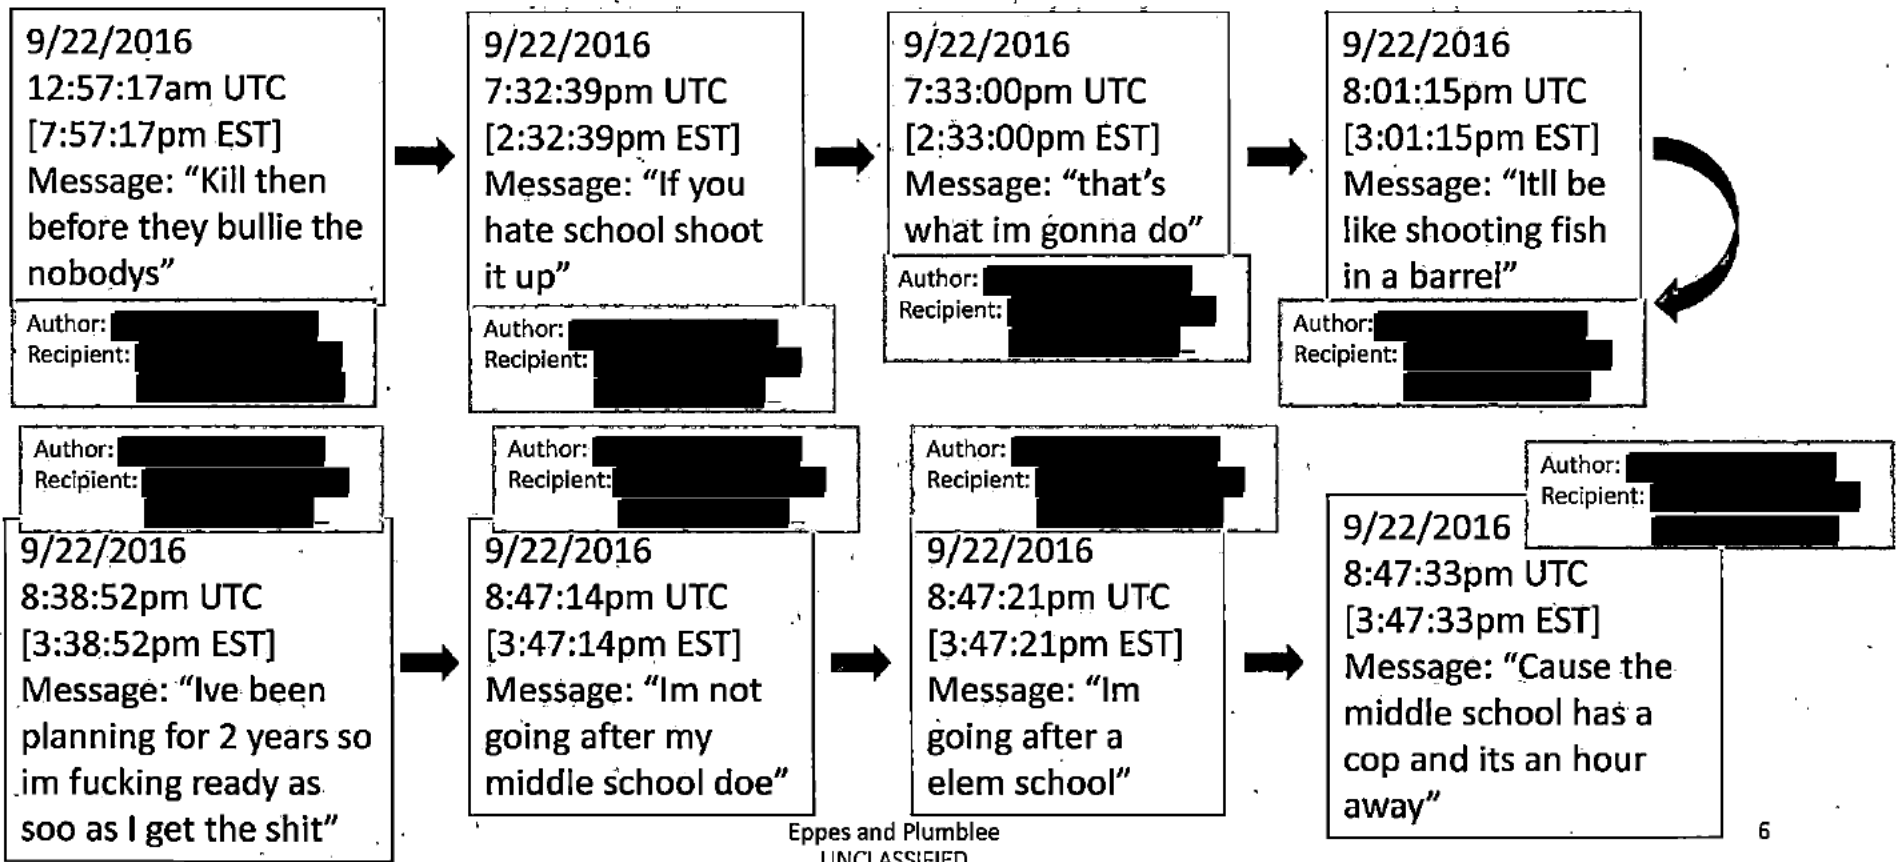 9/22/2016
12:57:17am UTC
[7:57:17pm EST]
Message: “Kill then
before they bullie the
nobodys”
Author:
Recipient:
9/22/2016
7:32:39pm UTC
[2:32:39pm EST]
Message: “If you
hate school shoot
it up”
Author:
Recipient:
9/22/2016
7:33:00pm UTC
[2:33:00pm EST]
Message: “that’s
what im gonna do”
Author:
Recipient:
9/22/2016
8:01:15pm UTC
[3:01:15pm EST]
Message: “Itll be
like shooting fish
in a barrel”
Author:
Recipient:
Author:
Recipient:
9/22/2016
8:38:52pm UTC
[3:38:52pm EST]
Message: “Ive been
planning for 2 years so
im fucking ready as
soo as I get the shit”
Author:
Recipient:
9/22/2016
8:47:14pm UTC
[3:47:14pm EST]
Message: “Im not
going after my
middle school doe”
Author:
Recipient:
9/22/2016
8:47:21pm UTC
[3:47:21pm EST]
Message: “Im
going after a
elem school”
Author:
Recipient:
9/22/2016
8:47:33pm UTC
[3:47:33pm EST]
Message: “Cause the
middle school has a
cop and its an hour
away”
Eppes and Plumblee
UNCLASSIFIED
6